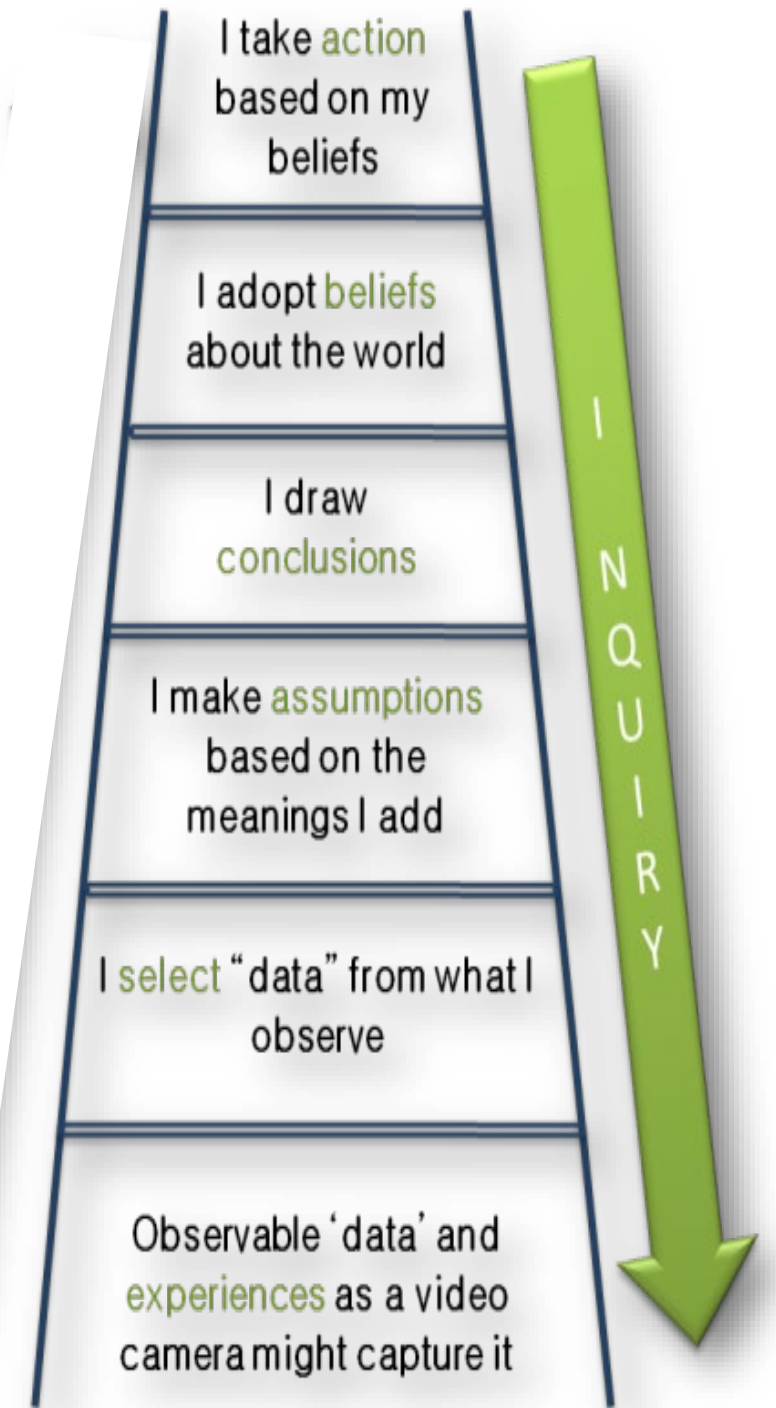 I take action
based on my
beliefs
I adopt beliefs
about the world
I draw
conclusions
I make assumptions
based on the
meanings I add
I select “data” from what I
observe
Observable ‘data’ and
experiences as a video
camera might capture it
I
N
Q
U
I
R
Y